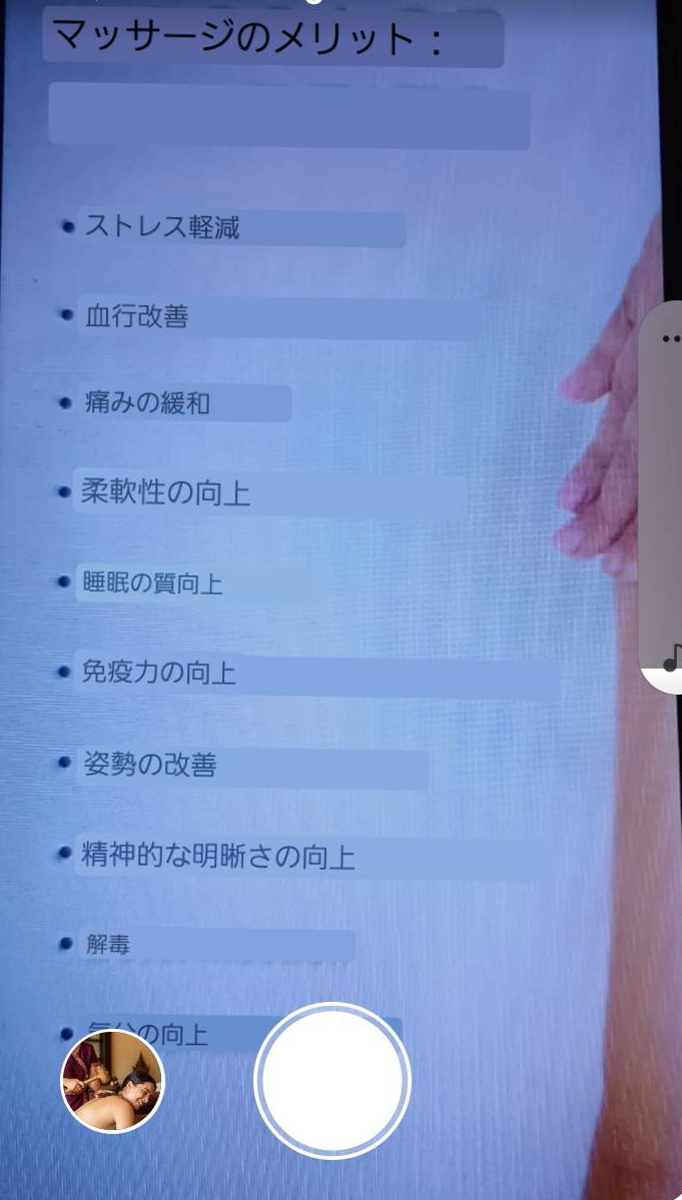 マッサージのメリット：
ストレス軽減
血行改善
痛みの緩和
柔軟性の向上
睡眠の質向上
免疫力の向上
姿勢の改善
精神的な明晰さの向上
解毒
の向上